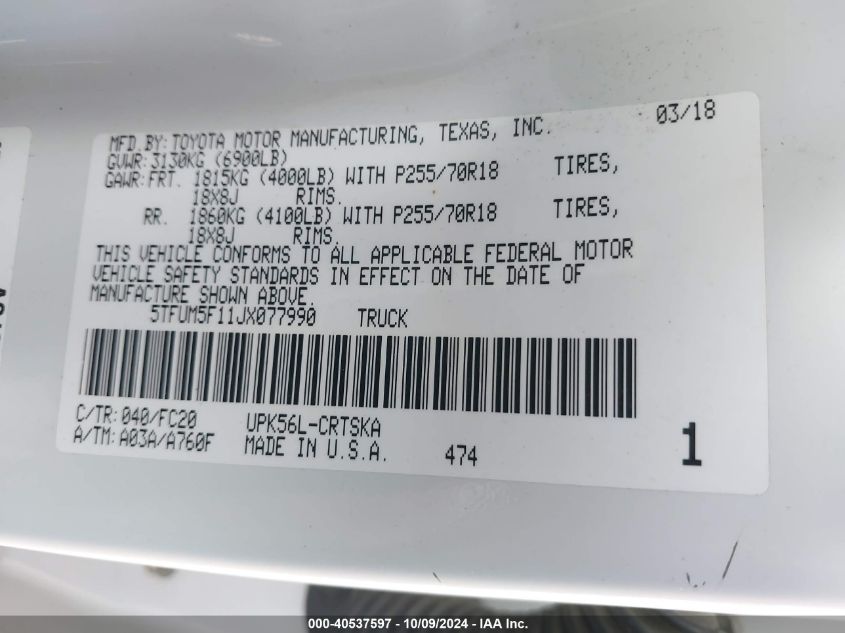 MFD.BY:TOYOTA MOTOR MANUFACTURING, TEXAS, INC. 03/18
GVWR:3130KG (6900LB)
GAWR:FRT. 1815KG (4000LB) WITH P255/70R18 TIRES,
18X8J RIMS.
RR. 1860KG (4100LB) WITH P255/70R18 TIRES,
18X8J RIMS.
THIS VEHICLE CONFORMS TO ALL APPLICABLE FEDERAL MOTOR
VEHICLE SAFETY STANDARDS IN EFFECT ON THE DATE OF
MANUFACTURE SHOWN ABOVE.
5TFUM5F11JX077990 TRUCK
C/TR:040/FC20 UPK56L-CRTSKA
A/TM:A03A/A760F MADE IN U.S.A. 474 1
000-40537597 - 10/09/2024 - IAA Inc.